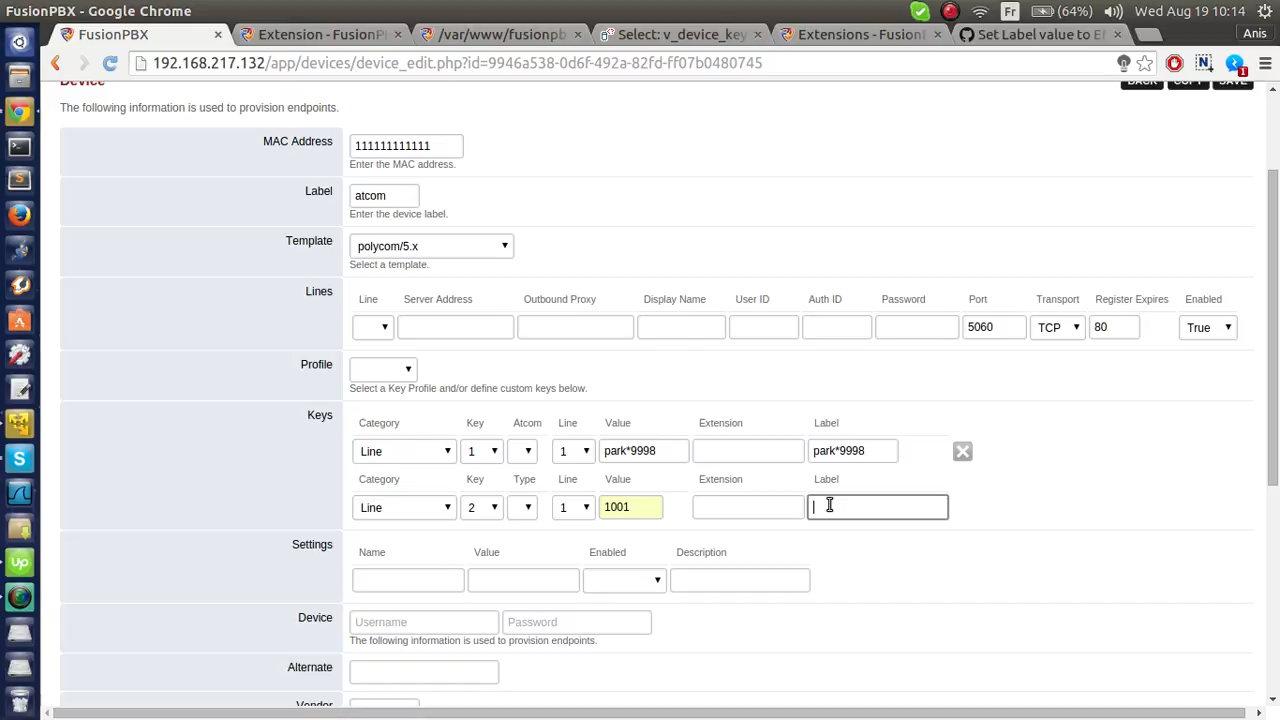 FusionPBX - Google Chrome
Fr (64%) Wed Aug 19 10:14
FusionPBX
Extension - FusionP
/var/www/fusionpb
Select: v_device_key
Extensions - Fusion
Set Label value to E
Anis
192.168.217.132/app/devices/device_edit.php?id=9946a538-0d6f-492a-82fd-ff07b0480745
Device BACK COPY SAVE
The following information is used to provision endpoints.
MAC Address 111111111111
Enter the MAC address.
Label atcom
Enter the device label.
Template polycom/5.x
Select a template.
Lines Line Server Address Outbound Proxy Display Name User ID Auth ID Password Port Transport Register Expires Enabled
5060 TCP 80 True
Profile
Select a Key Profile and/or define custom keys below.
Keys Category Key Atcom Line Value Extension Label
Line 1 1 park*9998 park*9998
Category Key Type Line Value Extension Label
Line 2 1 1001
Settings Name Value Enabled Description
Device Username Password
The following information is used to provision endpoints.
Alternate
Vendor